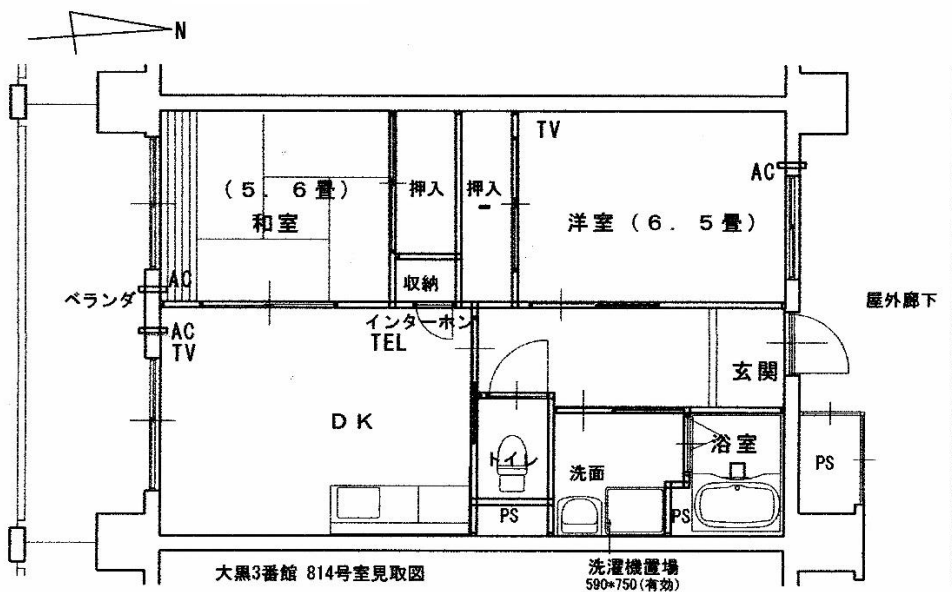 N
TV
AC
(5.6畳)
和室
押入
押入
洋室(6.5畳)
収納
AC
ベランダ
屋外廊下
インターホン
TEL
AC
TV
玄関
DK
トイレ
洗面
浴室
PS
PS
PS
大黒3番館 814号室見取図
洗濯機置場
590*750(有効)